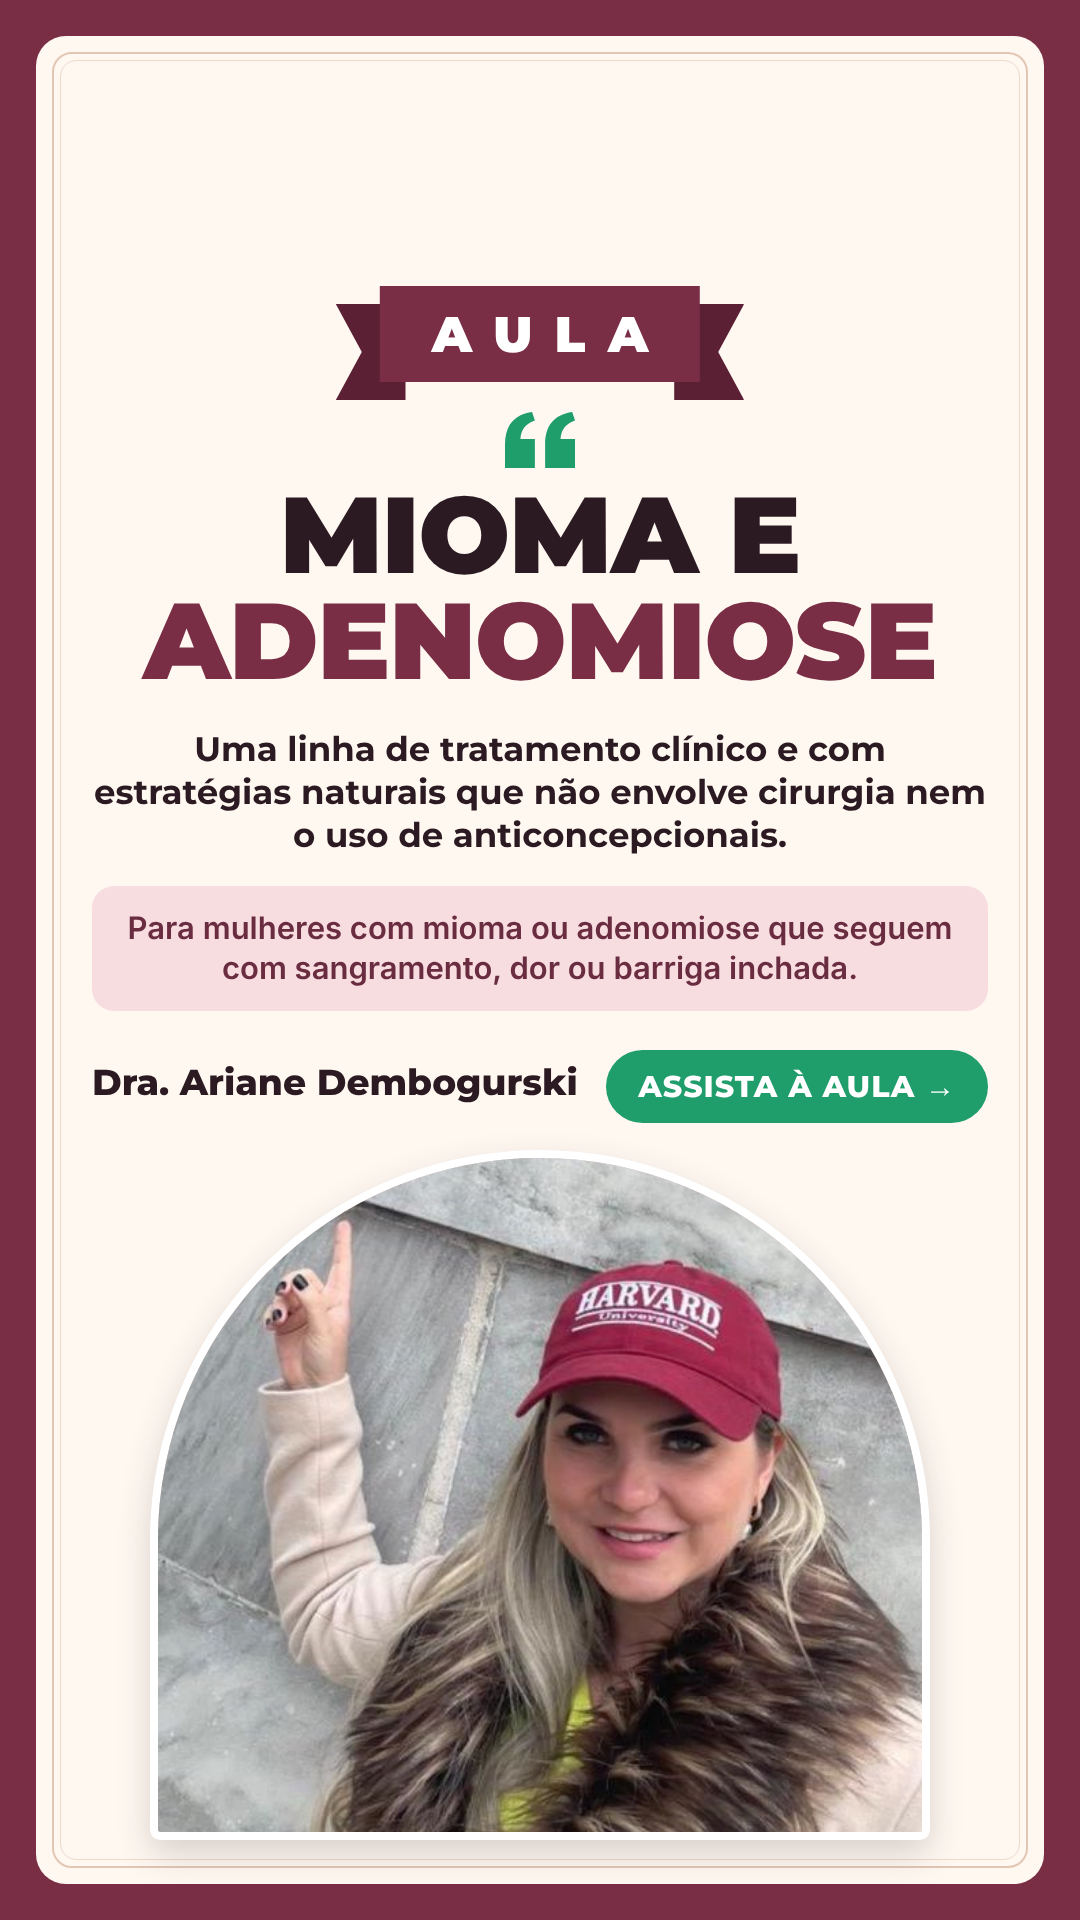 AULA
“
MIOMA E
ADENOMIOSE
Uma linha de tratamento clínico e com
estratégias naturais que não envolve cirurgia nem
o uso de anticoncepcionais.
Para mulheres com mioma ou adenomiose que seguem
com sangramento, dor ou barriga inchada.
Dra. Ariane Dembogurski
ASSISTA À AULA →
HARVARD
University